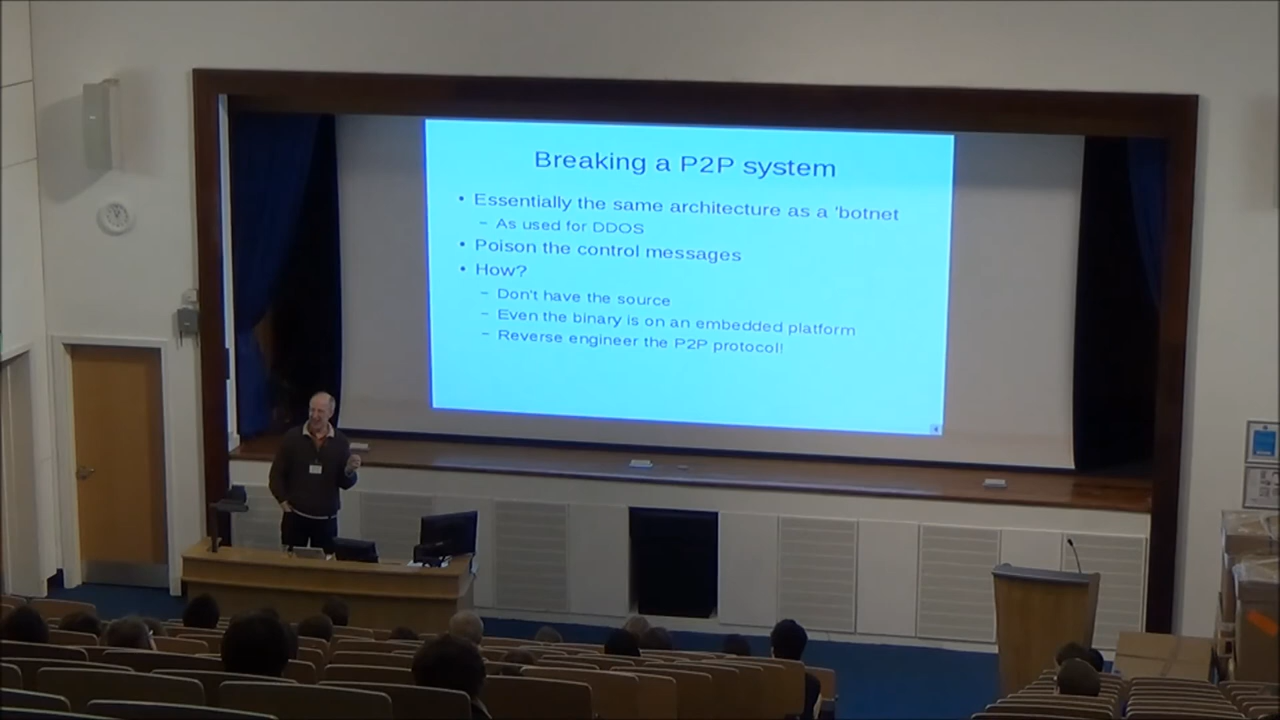 Breaking a P2P system
• Essentially the same architecture as a 'botnet
– As used for DDOS
• Poison the control messages
• How?
– Don't have the source
– Even the binary is on an embedded platform
– Reverse engineer the P2P protocol!